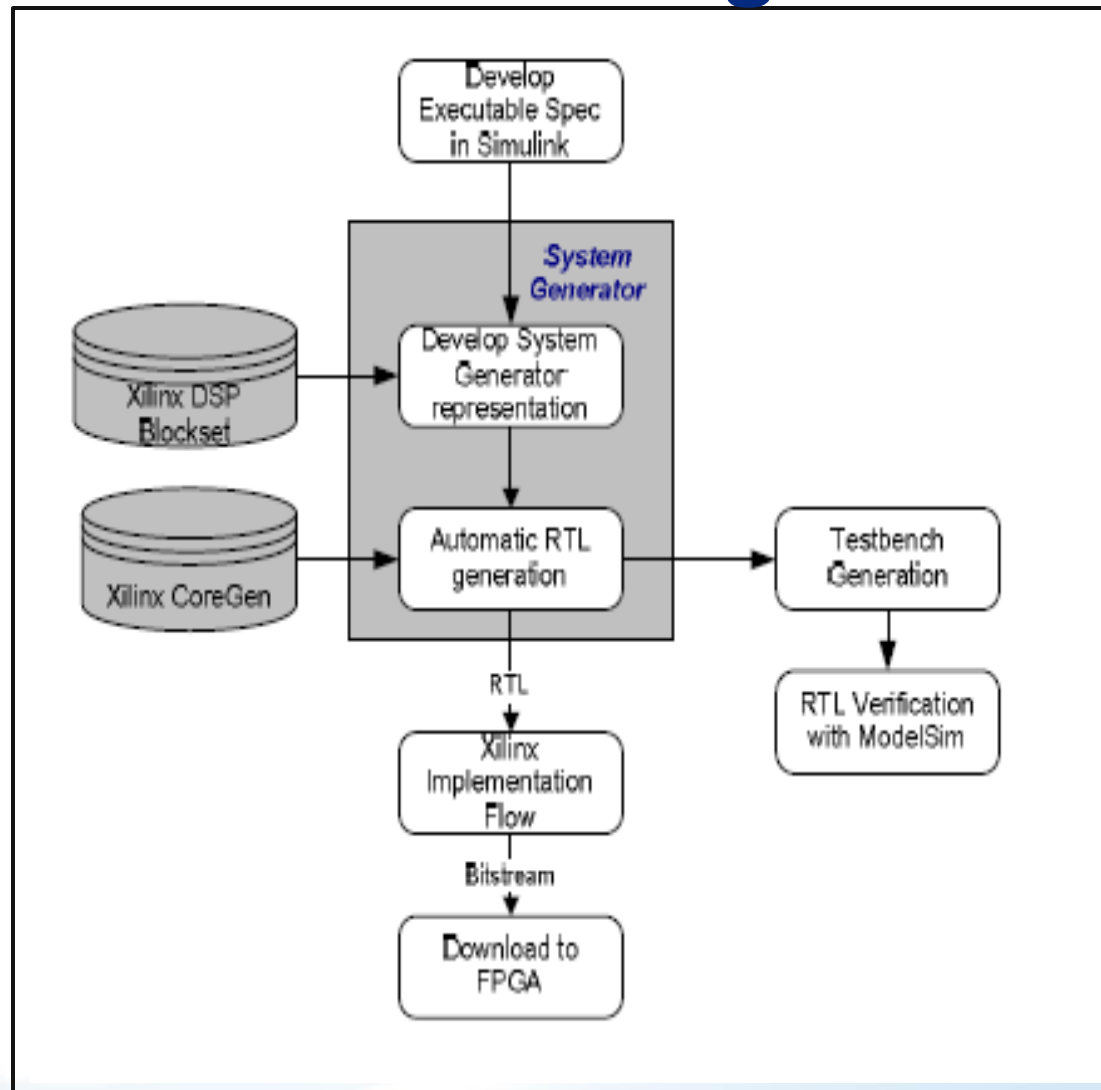 Develop
Executable Spec
in Simulink
System
Generator
Develop System
Generator
representation
Xilinx DSP
Blockset
Automatic RTL
generation
Xilinx CoreGen
Testbench
Generation
RTL
RTL Verification
with ModelSim
Xilinx
Implementation
Flow
Bitstream
Download to
FPGA